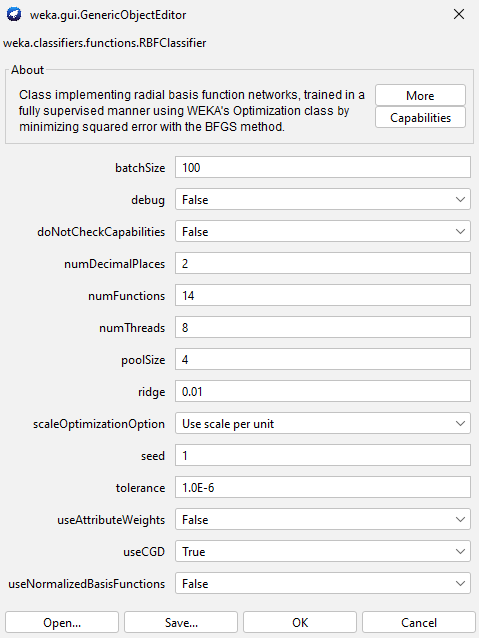 weka.gui.GenericObjectEditor
weka.classifiers.functions.RBFClassifier
About
Class implementing radial basis function networks, trained in a
fully supervised manner using WEKA's Optimization class by
minimizing squared error with the BFGS method.
More
Capabilities
batchSize 100
debug False
doNotCheckCapabilities False
numDecimalPlaces 2
numFunctions 14
numThreads 8
poolSize 4
ridge 0.01
scaleOptimizationOption Use scale per unit
seed 1
tolerance 1.0E-6
useAttributeWeights False
useCGD True
useNormalizedBasisFunctions False
Open... Save... OK Cancel